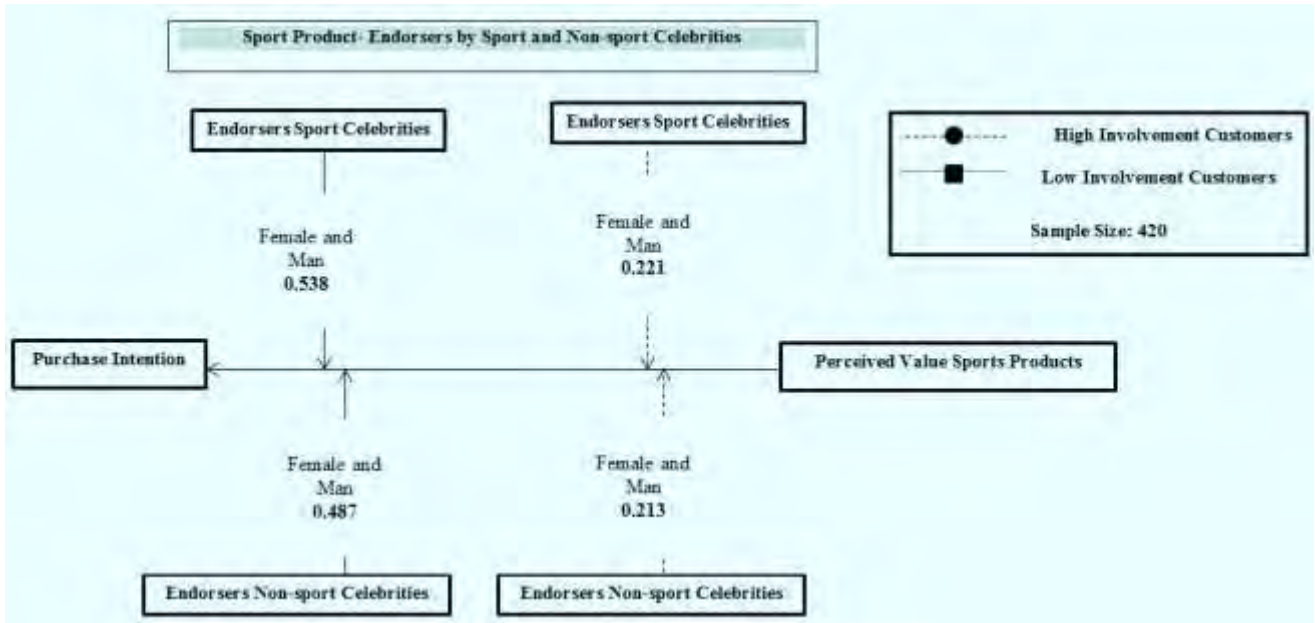 Sport Product- Endorsers by Sport and Non-sport Celebrities
Endorsers Sport Celebrities
Endorsers Sport Celebrities
High Involvement Customers
Low Involvement Customers
Sample Size: 420
Female and
Man
0.538
Female and
Man
0.221
Purchase Intention
Perceived Value Sports Products
Female and
Man
0.487
Female and
Man
0.213
Endorsers Non-sport Celebrities
Endorsers Non-sport Celebrities